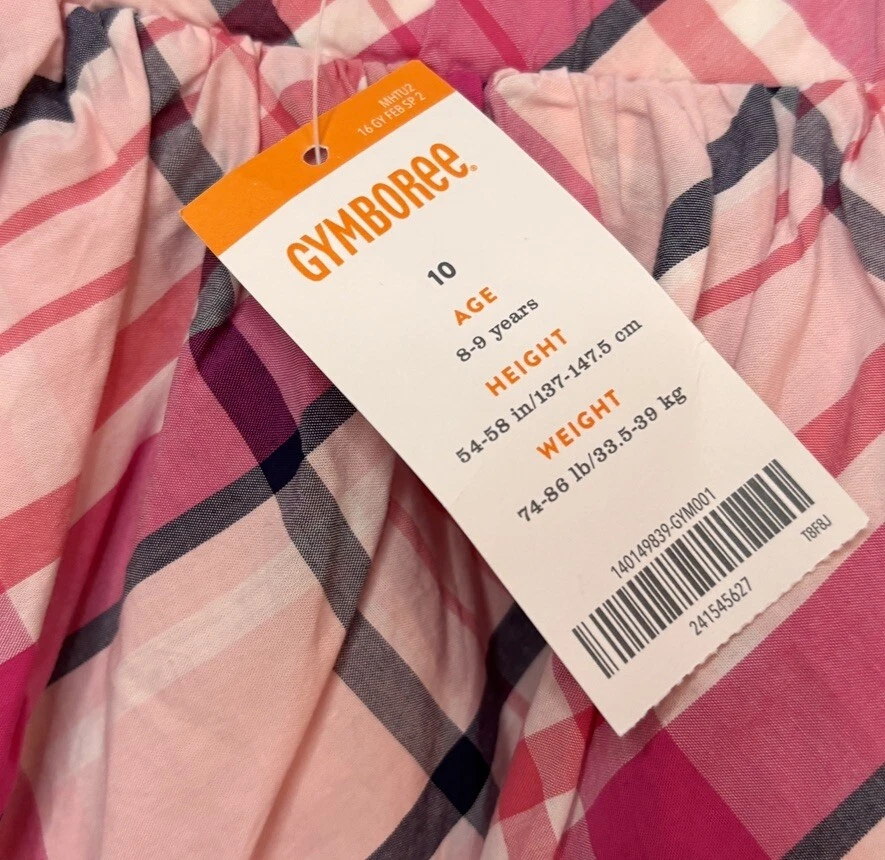 MHTU2
16 GY FEB SP 2
GYMBOREE®
10
AGE
8-9 years
HEIGHT
54-58 in/137-147.5 cm
WEIGHT
74-86 lb/33.5-39 kg
140149839-GYM001
241545627
T8F8J